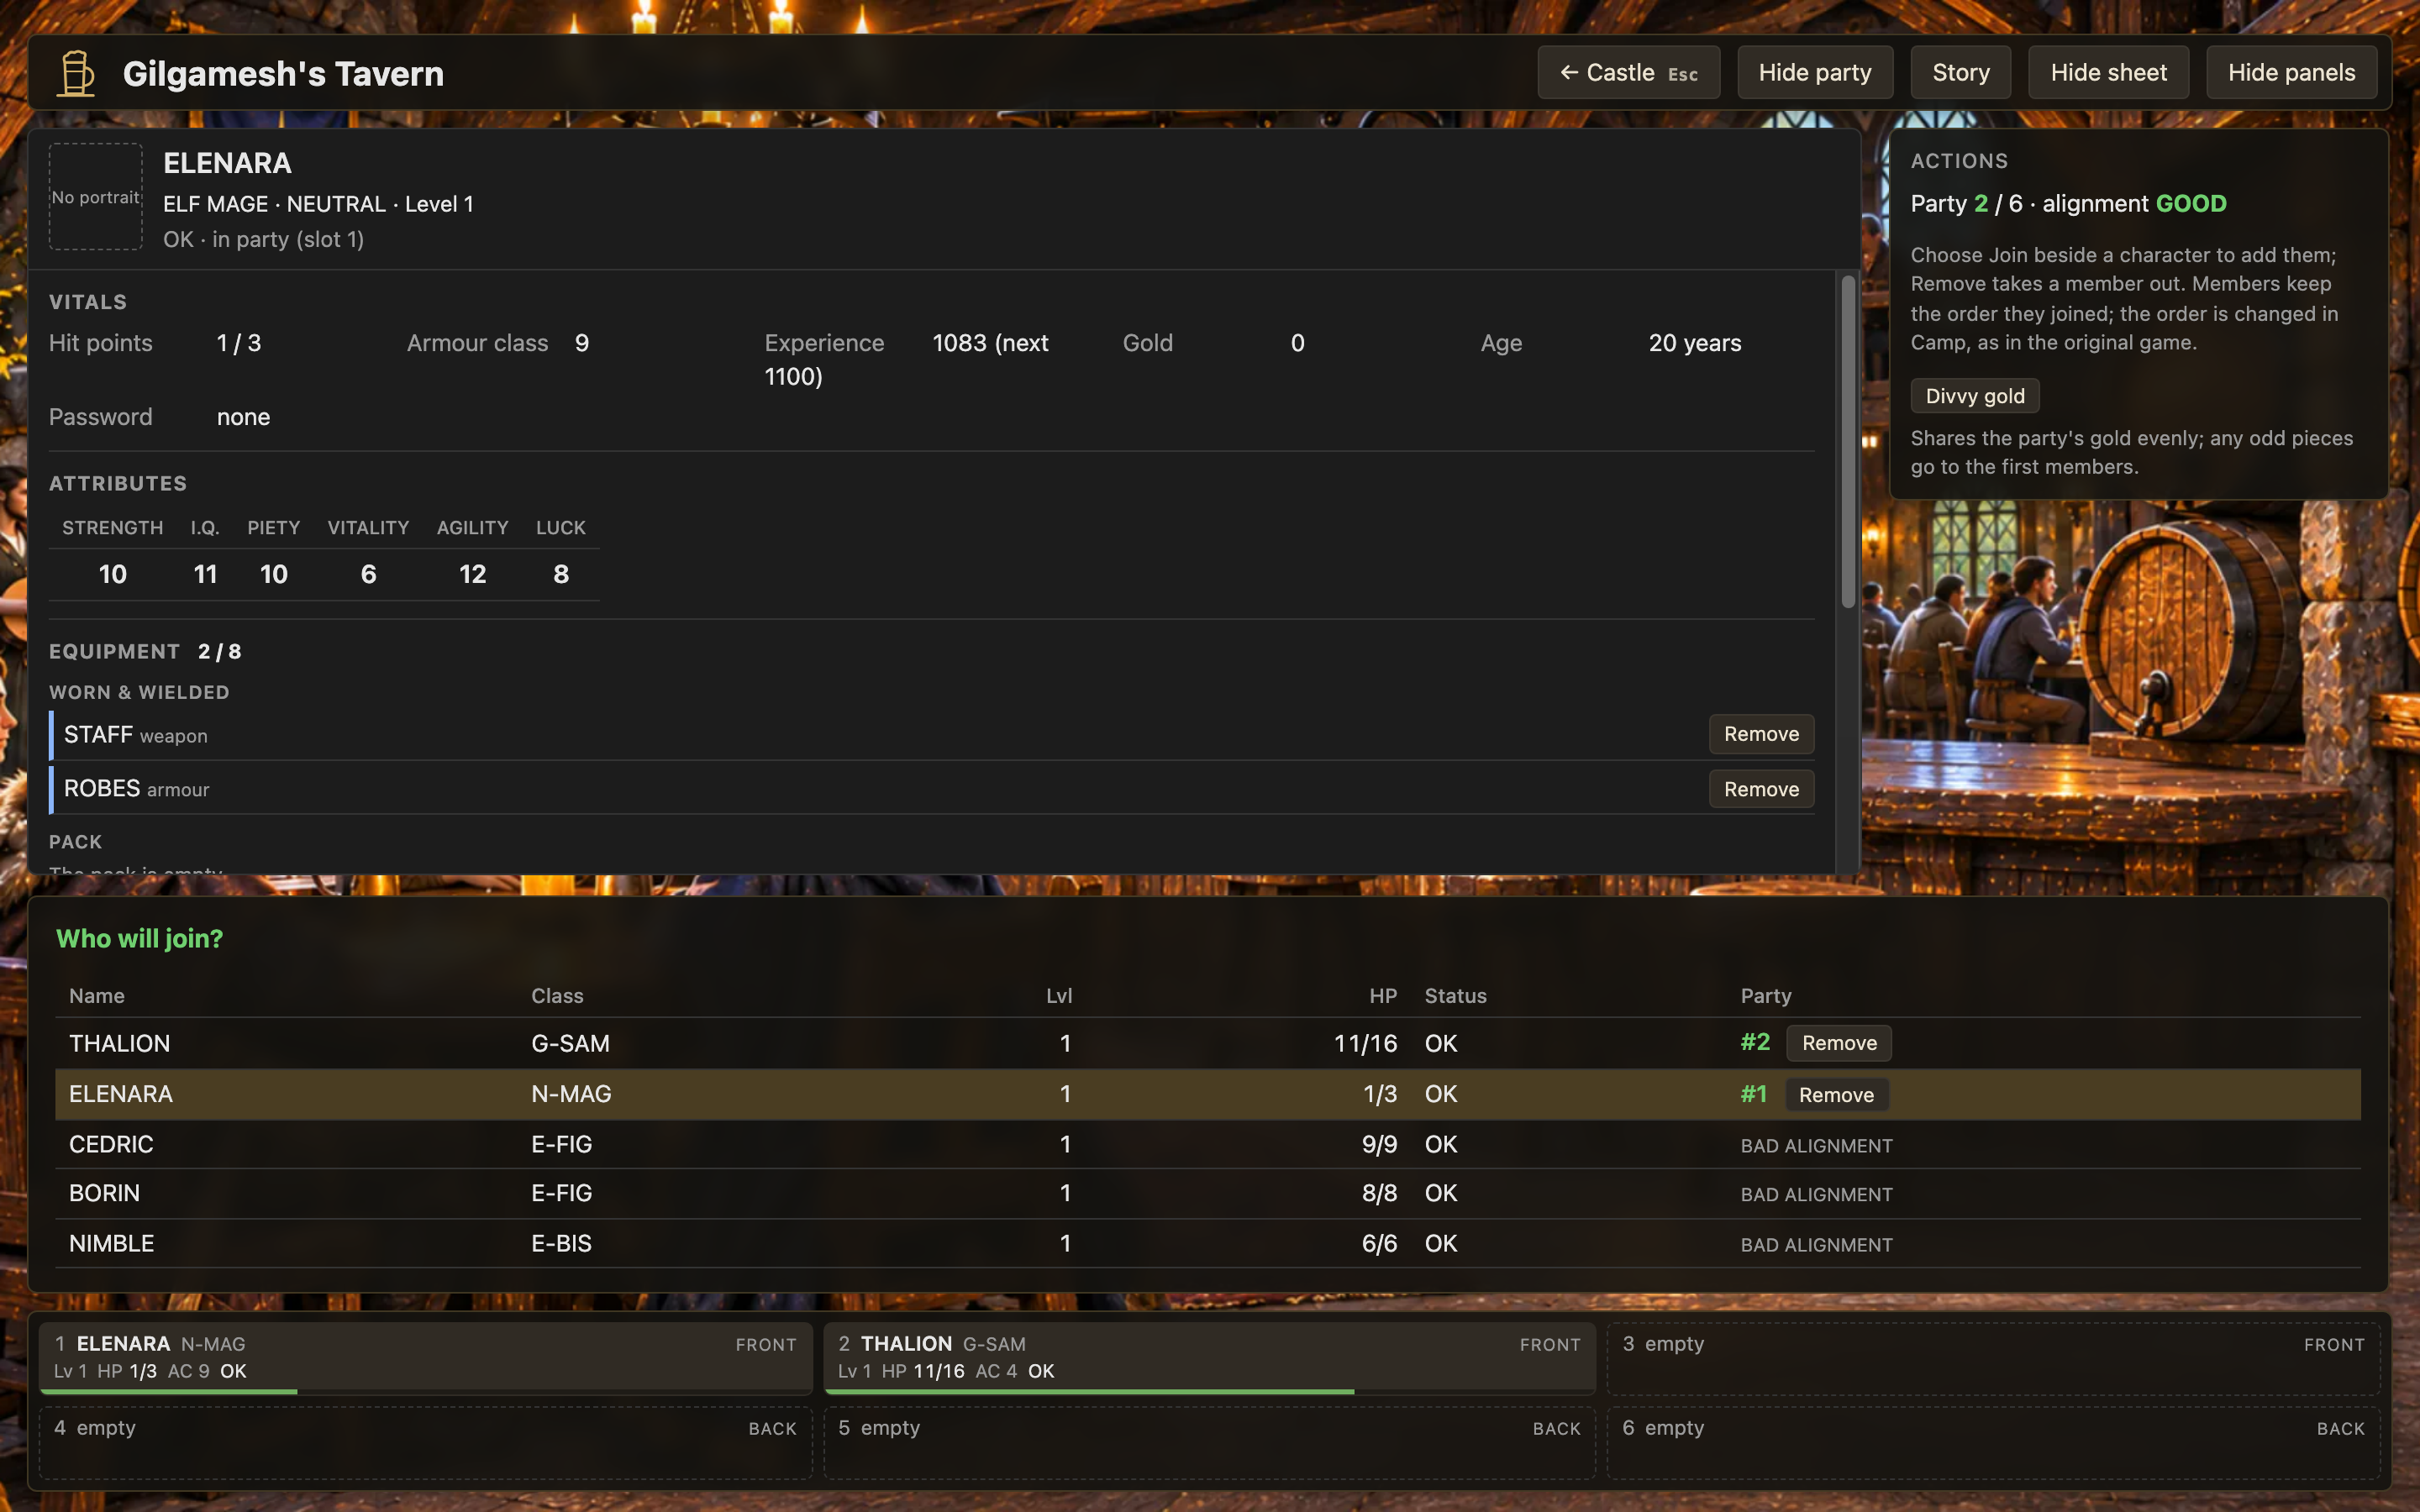 Gilgamesh's Tavern
← Castle Esc
Hide party
Story
Hide sheet
Hide panels
No portrait
ELENARA
ELF MAGE · NEUTRAL · Level 1
OK · in party (slot 1)
VITALS
Hit points 1 / 3
Armour class 9
Experience 1083 (next
1100)
Gold 0
Age 20 years
Password none
ATTRIBUTES
STRENGTH I.Q. PIETY VITALITY AGILITY LUCK
10 11 10 6 12 8
EQUIPMENT 2 / 8
WORN & WIELDED
STAFF weapon Remove
ROBES armour Remove
PACK
The pack is empty
ACTIONS
Party 2 / 6 · alignment GOOD
Choose Join beside a character to add them;
Remove takes a member out. Members keep
the order they joined; the order is changed in
Camp, as in the original game.
Divvy gold
Shares the party's gold evenly; any odd pieces
go to the first members.
Who will join?
Name Class Lvl HP Status Party
THALION G-SAM 1 11/16 OK #2 Remove
ELENARA N-MAG 1 1/3 OK #1 Remove
CEDRIC E-FIG 1 9/9 OK BAD ALIGNMENT
BORIN E-FIG 1 8/8 OK BAD ALIGNMENT
NIMBLE E-BIS 1 6/6 OK BAD ALIGNMENT
1 ELENARA N-MAG FRONT
Lv 1 HP 1/3 AC 9 OK
2 THALION G-SAM FRONT
Lv 1 HP 11/16 AC 4 OK
3 empty FRONT
4 empty BACK
5 empty BACK
6 empty BACK